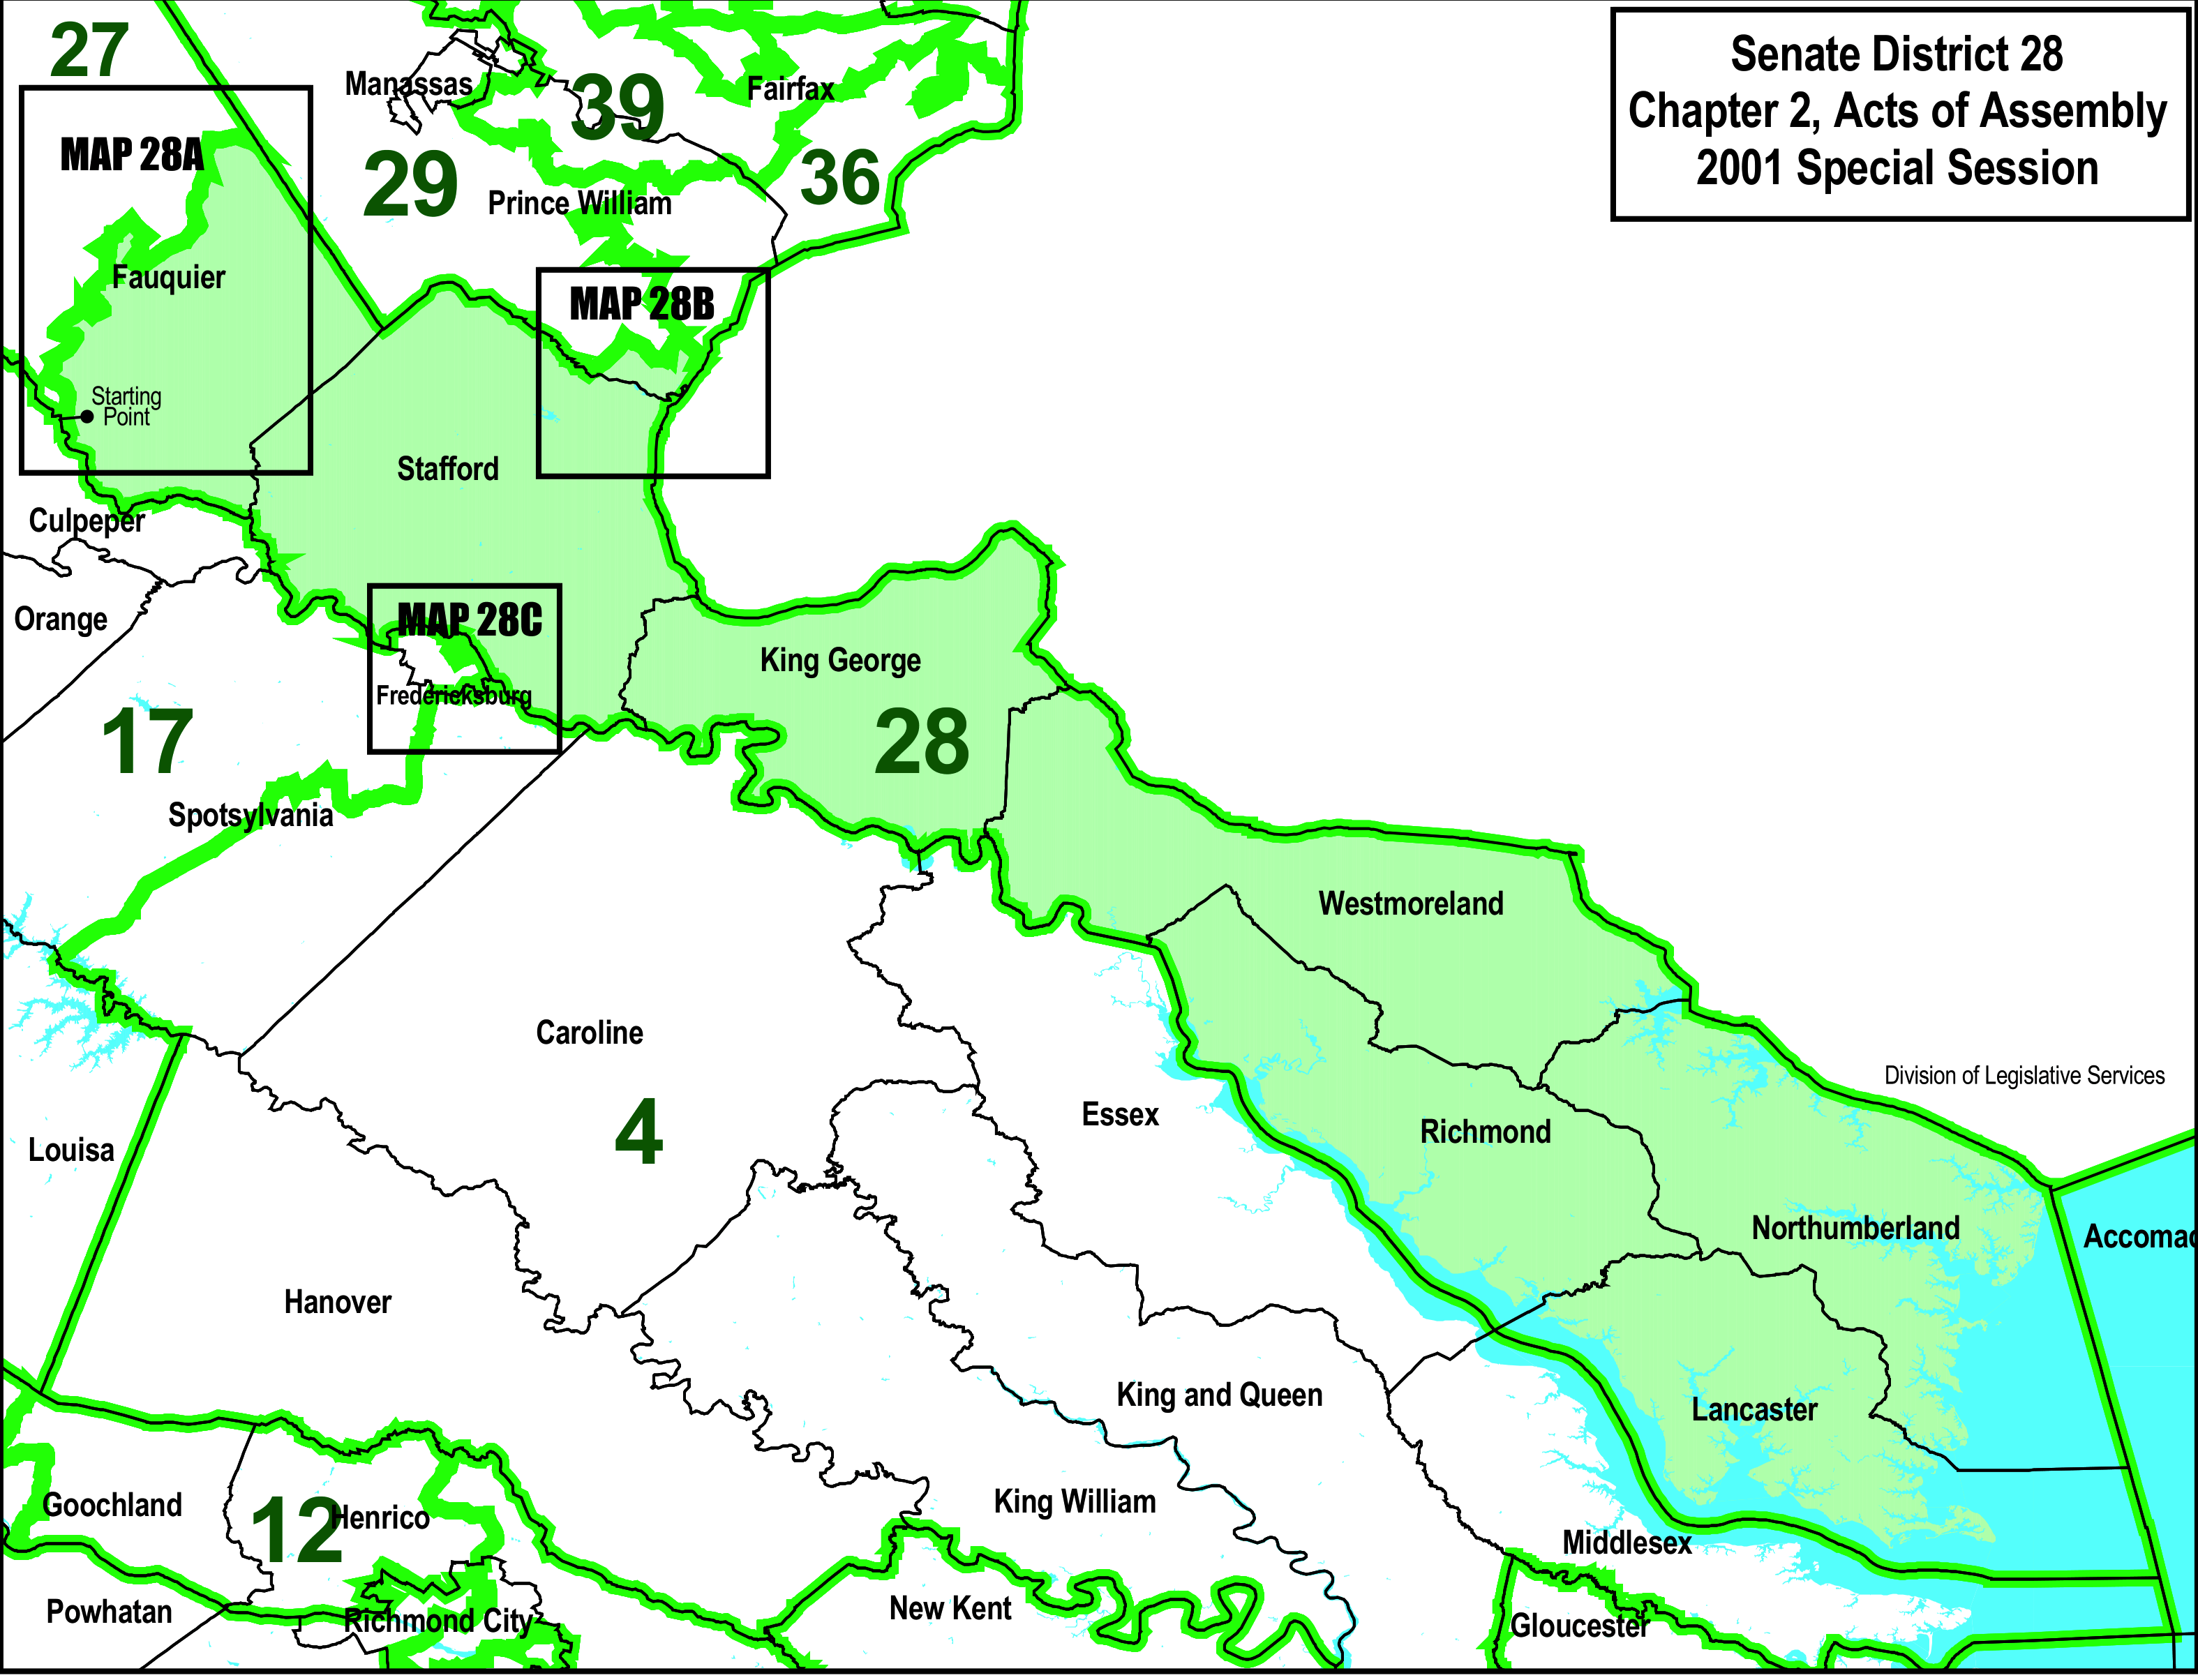 Senate District 28
Chapter 2, Acts of Assembly
2001 Special Session
27
Manassas
39
Fairfax
MAP 28A
29
36
Prince William
Fauquier
MAP 28B
Starting
Point
Stafford
Culpeper
Orange
MAP 28C
King George
Fredericksburg
17
28
Spotsylvania
Westmoreland
Caroline
Division of Legislative Services
Essex
4
Richmond
Louisa
Northumberland
Accomac
Hanover
King and Queen
Lancaster
Goochland
12
Henrico
King William
Middlesex
Powhatan
Richmond City
New Kent
Gloucester